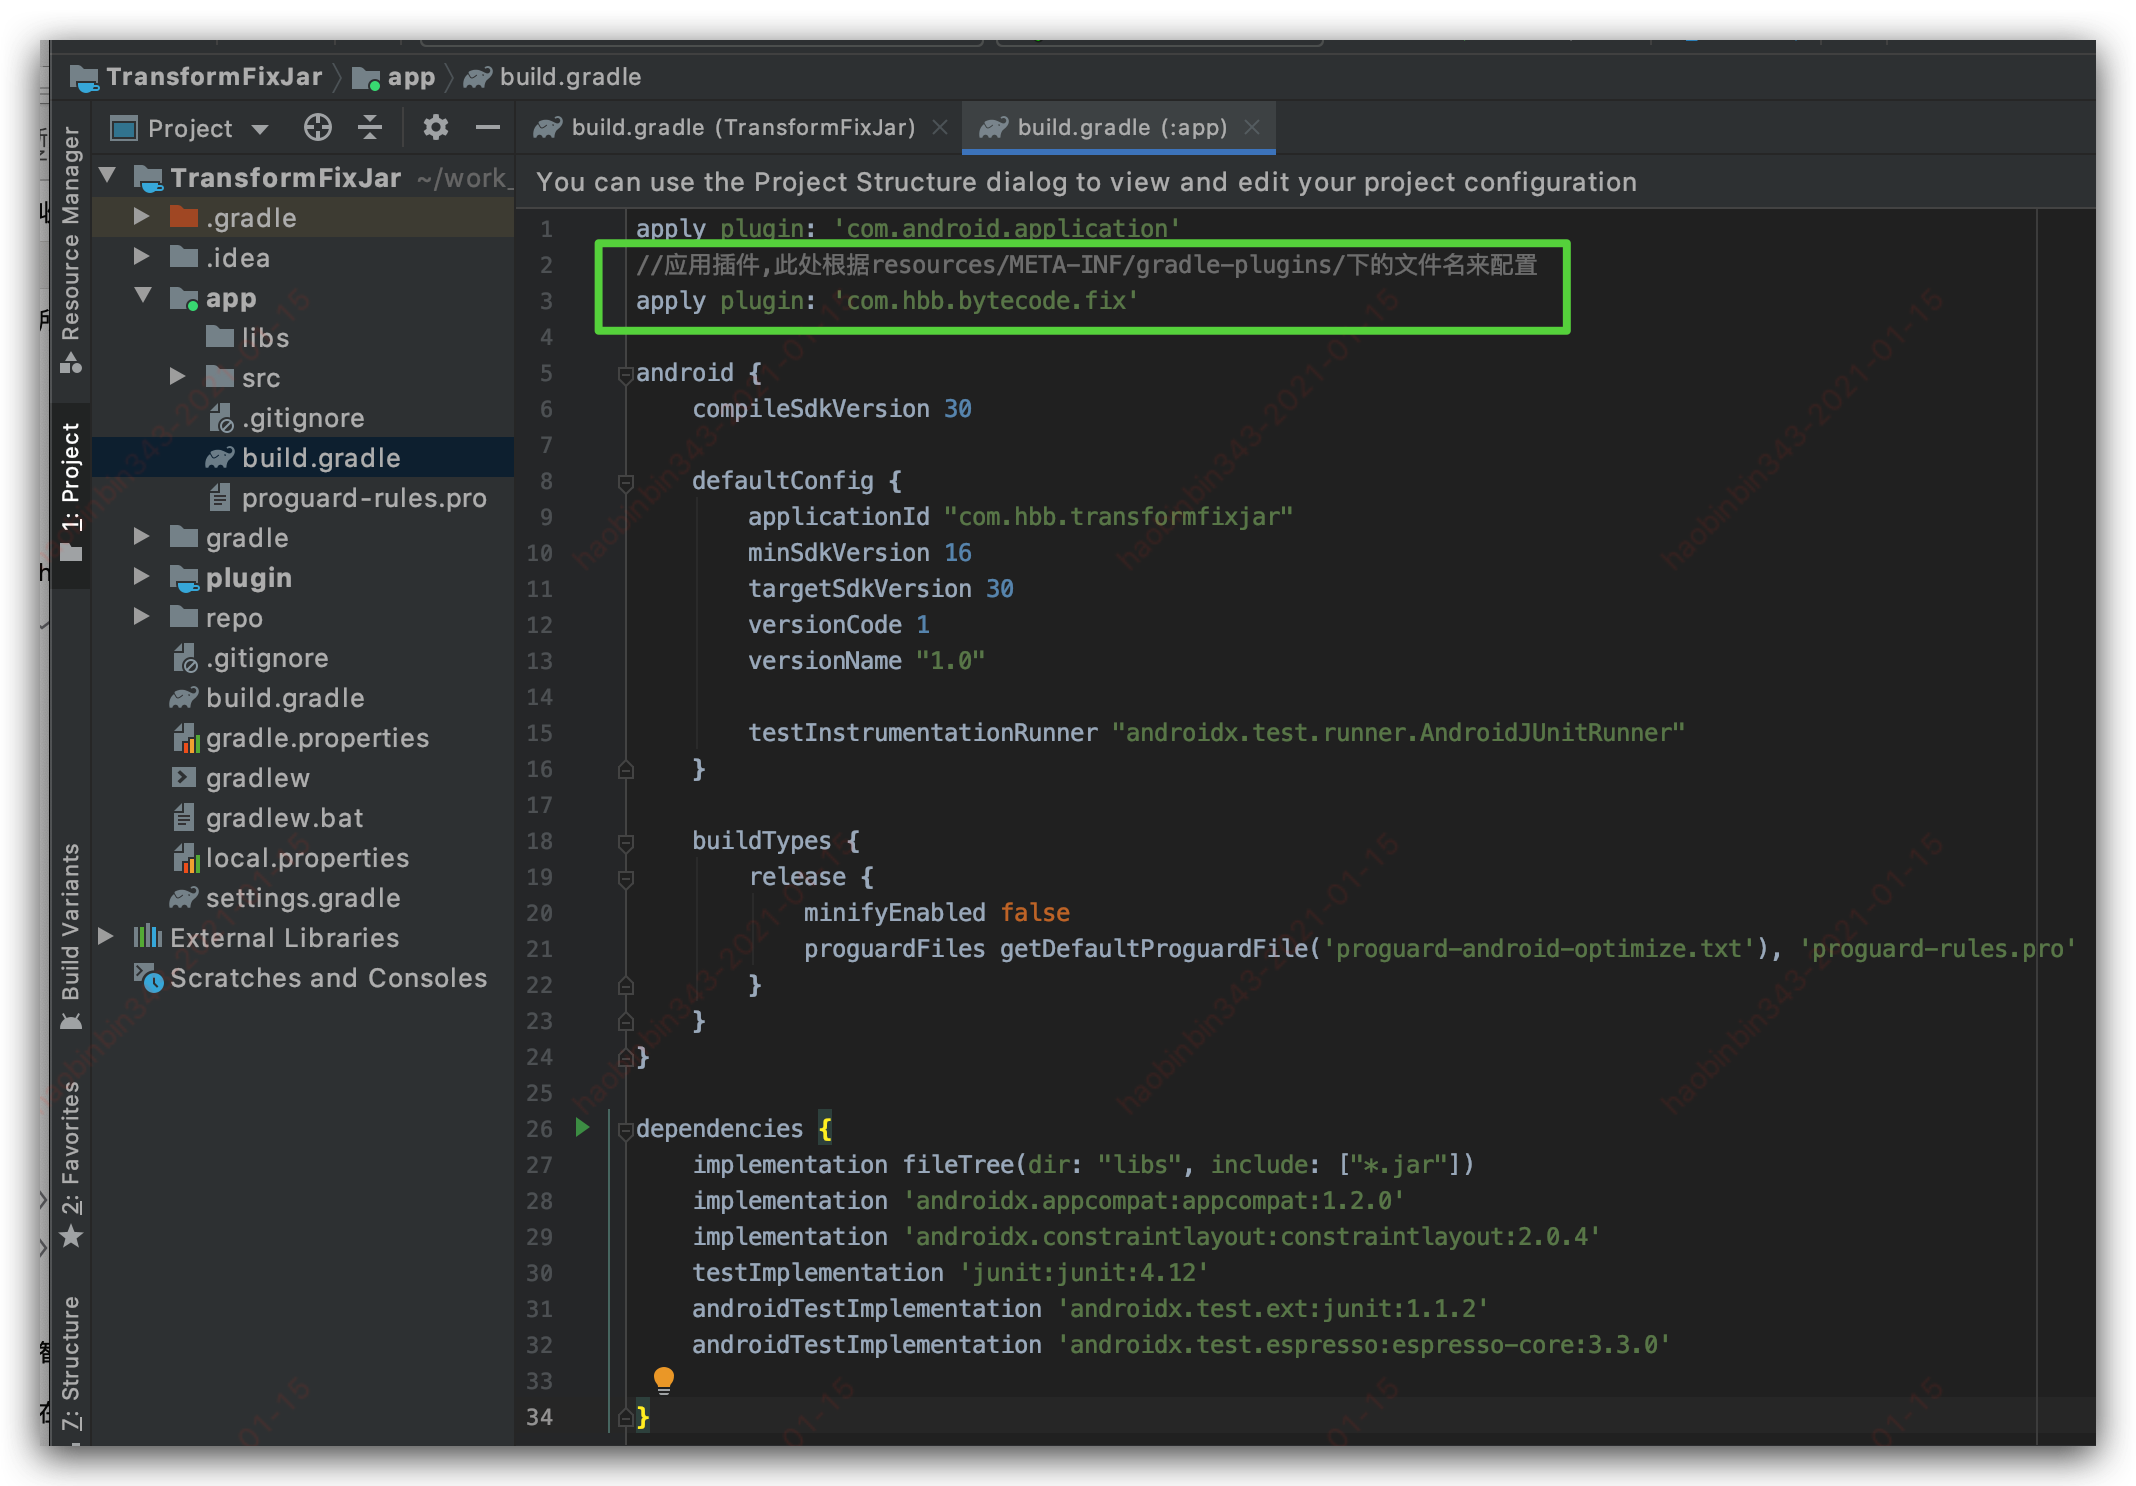 TransformFixJar app build.gradle
Project
build.gradle (TransformFixJar)
build.gradle (:app)
You can use the Project Structure dialog to view and edit your project configuration
Resource Manager
1: Project
Build Variants
2: Favorites
7: Structure
TransformFixJar ~/work_
.gradle
.idea
app
libs
src
.gitignore
build.gradle
proguard-rules.pro
gradle
plugin
repo
.gitignore
build.gradle
gradle.properties
gradlew
gradlew.bat
local.properties
settings.gradle
External Libraries
Scratches and Consoles
1 apply plugin: 'com.android.application'
2 //应用插件,此处根据resources/META-INF/gradle-plugins/下的文件名来配置
3 apply plugin: 'com.hbb.bytecode.fix'
4
5 android {
6 compileSdkVersion 30
7
8 defaultConfig {
9 applicationId "com.hbb.transformfixjar"
10 minSdkVersion 16
11 targetSdkVersion 30
12 versionCode 1
13 versionName "1.0"
14
15 testInstrumentationRunner "androidx.test.runner.AndroidJUnitRunner"
16 }
17
18 buildTypes {
19 release {
20 minifyEnabled false
21 proguardFiles getDefaultProguardFile('proguard-android-optimize.txt'), 'proguard-rules.pro'
22 }
23 }
24 }
25
26 dependencies {
27 implementation fileTree(dir: "libs", include: ["*.jar"])
28 implementation 'androidx.appcompat:appcompat:1.2.0'
29 implementation 'androidx.constraintlayout:constraintlayout:2.0.4'
30 testImplementation 'junit:junit:4.12'
31 androidTestImplementation 'androidx.test.ext:junit:1.1.2'
32 androidTestImplementation 'androidx.test.espresso:espresso-core:3.3.0'
33
34 }
haobinbin343-2021-01-15